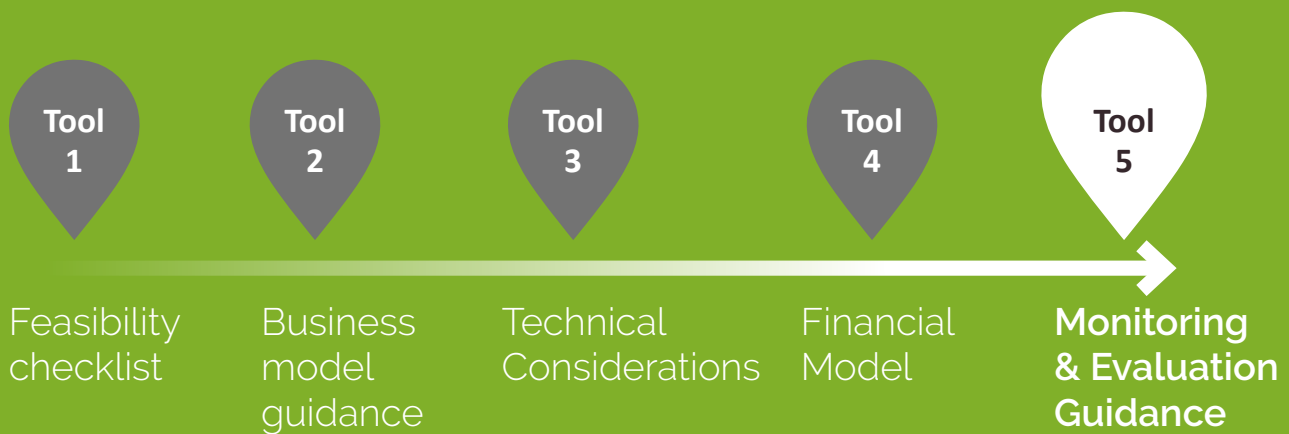 Tool
1
Tool
2
Tool
3
Tool
4
Tool
5
Feasibility
checklist
Business
model
guidance
Technical
Considerations
Financial
Model
Monitoring
& Evaluation
Guidance